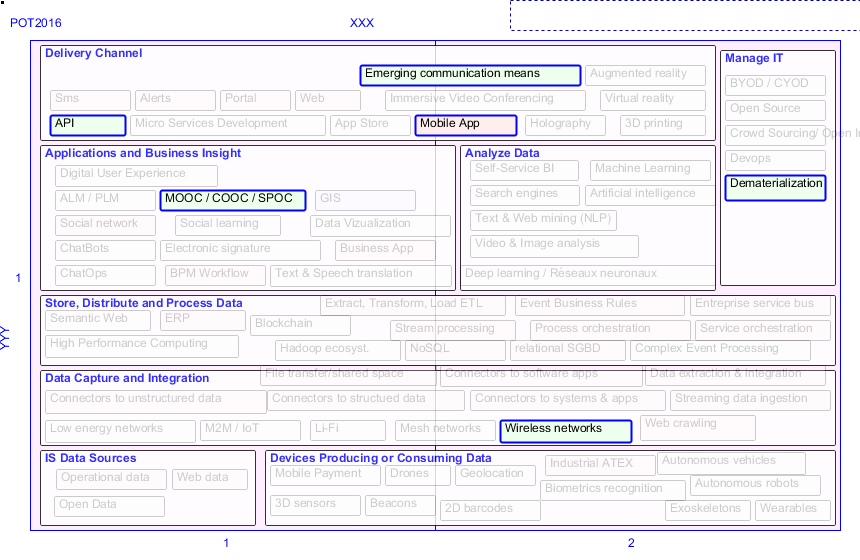 POT2016
XXX
Delivery Channel
Emerging communication means
Augmented reality
Sms
Alerts
Portal
Web
Immersive Video Conferencing
Virtual reality
API
Micro Services Development
App Store
Mobile App
Holography
3D printing
Manage IT
BYOD / CYOD
Open Source
Crowd Sourcing/ Open In
Devops
Dematerialization
Applications and Business Insight
Digital User Experience
ALM / PLM
MOOC / COOC / SPOC
GIS
Social network
Social learning
Data Vizualization
ChatBots
Electronic signature
Business App
ChatOps
BPM Workflow
Text & Speech translation
Analyze Data
Self-Service BI
Machine Learning
Search engines
Artificial intelligence
Text & Web mining (NLP)
Video & Image analysis
Deep learning / Réseaux neuronaux
1
YYY
Store, Distribute and Process Data
Extract, Transform, Load ETL
Event Business Rules
Entreprise service bus
Semantic Web
ERP
Blockchain
Stream processing
Process orchestration
Service orchestration
High Performance Computing
Hadoop ecosyst.
NoSQL
relational SGBD
Complex Event Processing
Data Capture and Integration
File transfer/shared space
Connectors to software apps
Data extraction & integration
Connectors to unstructured data
Connectors to structued data
Connectors to systems & apps
Streaming data ingestion
Low energy networks
M2M / IoT
Li-Fi
Mesh networks
Wireless networks
Web crawling
IS Data Sources
Operational data
Web data
Open Data
Devices Producing or Consuming Data
Mobile Payment
Drones
Geolocation
Industrial ATEX
Autonomous vehicles
Biometrics recognition
Autonomous robots
3D sensors
Beacons
2D barcodes
Exoskeletons
Wearables
1
2